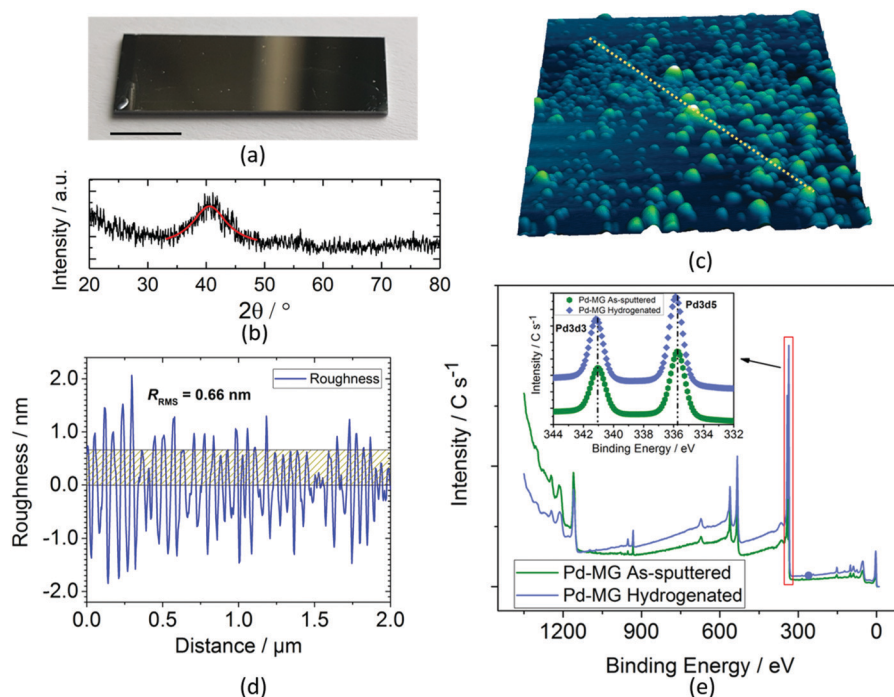 (a)
Intensity / a.u.
20 30 40 50 60 70 80
2θ / °
(b)
(c)
Roughness / nm
2.0
1.0
0.0
-1.0
-2.0
R_RMS = 0.66 nm
Roughness
0.0 0.5 1.0 1.5 2.0
Distance / µm
(d)
Intensity / C s⁻¹
Pd-MG As-sputtered
Pd-MG Hydrogenated
Pd3d3
Pd3d5
Intensity / C s⁻¹
344 342 340 338 336 334 332
Binding Energy / eV
Pd-MG As-sputtered
Pd-MG Hydrogenated
1200 900 600 300 0
Binding Energy / eV
(e)